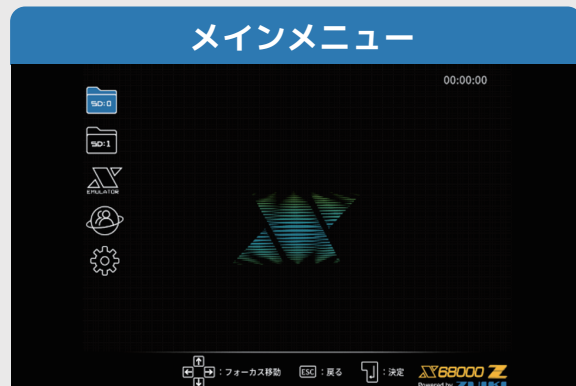 メインメニュー
00:00:00
SD:0
SD:1
EMULATOR
:フォーカス移動 ESC :戻る :決定
X68000 Z
Powered by ZUIKI